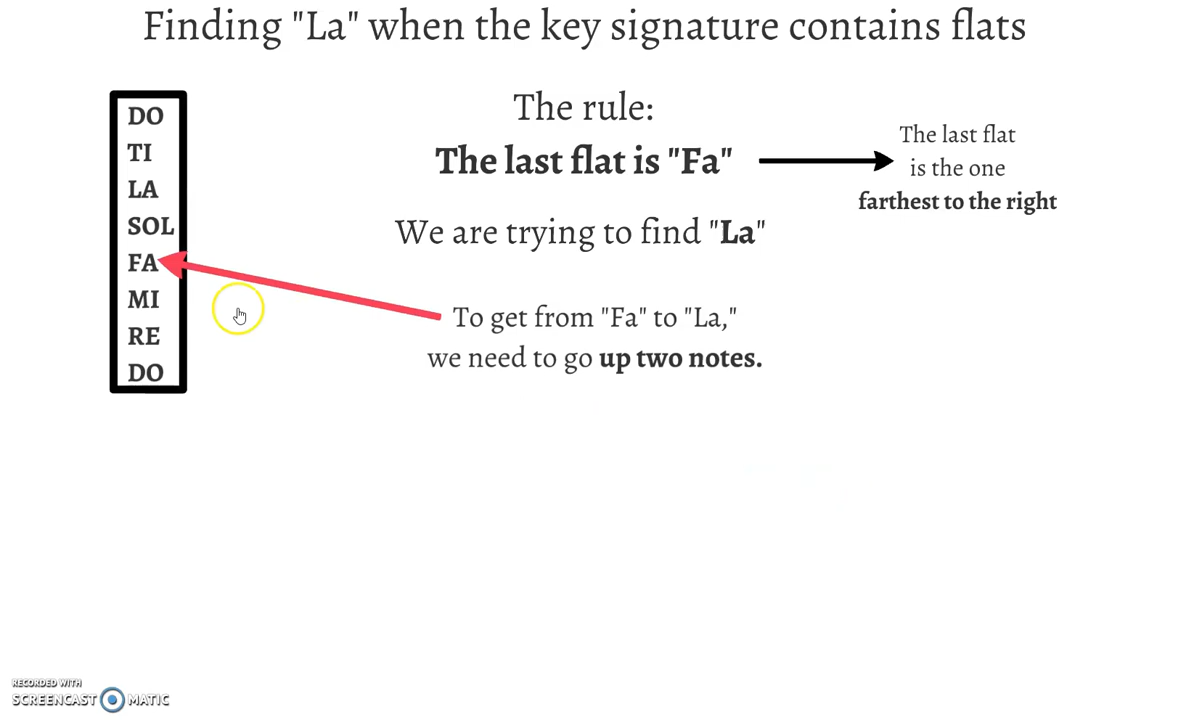 Finding "La" when the key signature contains flats
DO
TI
LA
SOL
FA
MI
RE
DO
The rule:
The last flat is "Fa"
The last flat
is the one
farthest to the right
We are trying to find "La"
To get from "Fa" to "La,"
we need to go up two notes.
RECORDED WITH
SCREENCAST MATIC